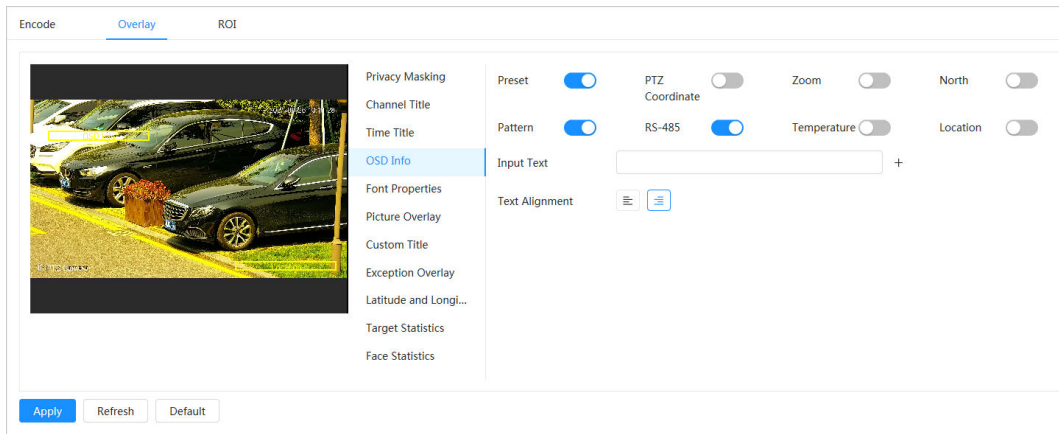 Encode Overlay ROI
Privacy Masking
Channel Title
Time Title
OSD Info
Font Properties
Picture Overlay
Custom Title
Exception Overlay
Latitude and Longi...
Target Statistics
Face Statistics
Preset PTZ Coordinate Zoom North
Pattern RS-485 Temperature Location
Input Text +
Text Alignment
Apply Refresh Default